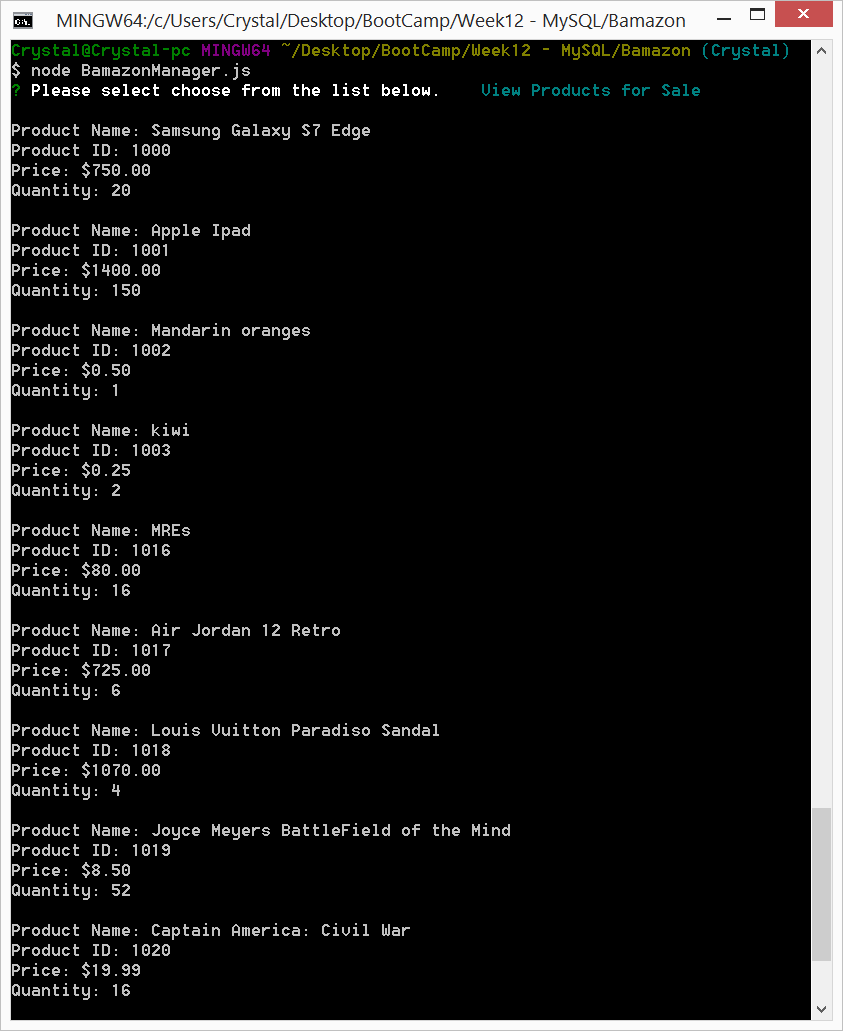 MINGW64:/c/Users/Crystal/Desktop/BootCamp/Week12 - MySQL/Bamazon
Crystal@Crystal-pc MINGW64 ~/Desktop/BootCamp/Week12 - MySQL/Bamazon (Crystal)
$ node BamazonManager.js
? Please select choose from the list below. View Products for Sale
Product Name: Samsung Galaxy S7 Edge
Product ID: 1000
Price: $750.00
Quantity: 20
Product Name: Apple Ipad
Product ID: 1001
Price: $1400.00
Quantity: 150
Product Name: Mandarin oranges
Product ID: 1002
Price: $0.50
Quantity: 1
Product Name: kiwi
Product ID: 1003
Price: $0.25
Quantity: 2
Product Name: MREs
Product ID: 1016
Price: $80.00
Quantity: 16
Product Name: Air Jordan 12 Retro
Product ID: 1017
Price: $725.00
Quantity: 6
Product Name: Louis Vuitton Paradiso Sandal
Product ID: 1018
Price: $1070.00
Quantity: 4
Product Name: Joyce Meyers BattleField of the Mind
Product ID: 1019
Price: $8.50
Quantity: 52
Product Name: Captain America: Civil War
Product ID: 1020
Price: $19.99
Quantity: 16